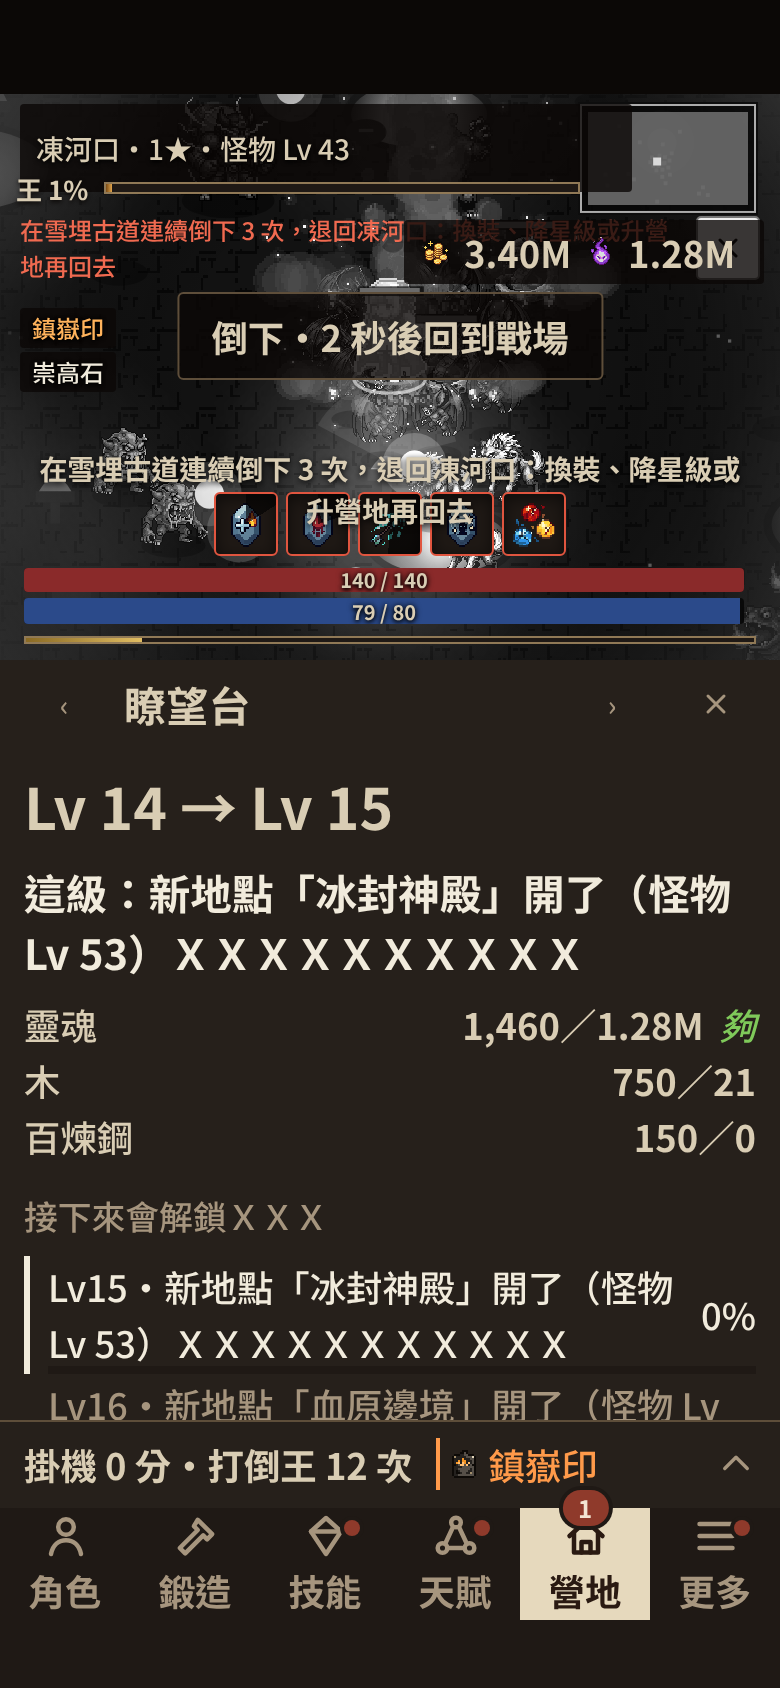 凍河口・1★・怪物 Lv 43
王 1%
在雪埋古道連續倒下 3 次，退回凍河口：換裝、降星級或升營
地再回去
3.40M 1.28M
鎮嶽印
崇高石
倒下・2 秒後回到戰場
在雪埋古道連續倒下 3 次，退回凍河口：換裝、降星級或
升營地再回去
140 / 140
79 / 80
‹ 瞭望台 › ×
Lv 14 → Lv 15
這級：新地點「冰封神殿」開了（怪物
Lv 53）ＸＸＸＸＸＸＸＸＸＸ
靈魂 1,460／1.28M 夠
木 750／21
百煉鋼 150／0
接下來會解鎖ＸＸＸ
Lv15・新地點「冰封神殿」開了（怪物
Lv 53）ＸＸＸＸＸＸＸＸＸＸＸ
0%
Lv16・新地點「血原邊境」開了（怪物 Lv
掛機 0 分・打倒王 12 次 鎮嶽印
1
角色 鍛造 技能 天賦 營地 更多